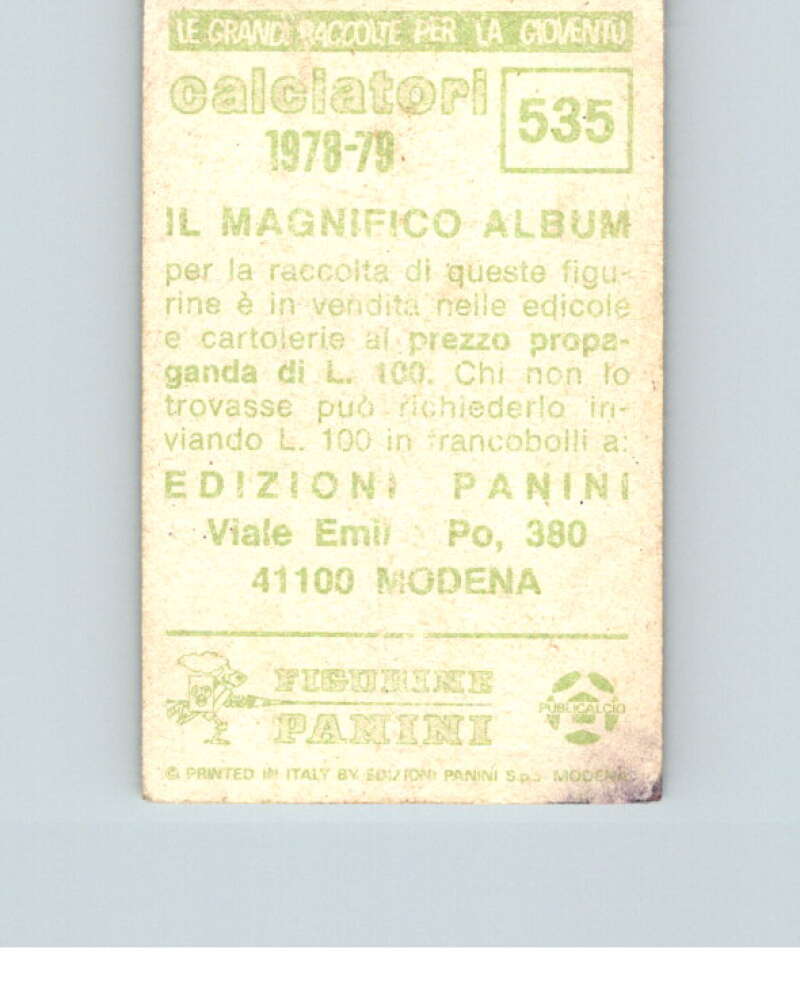 LE GRANDI RACCOLTE PER LA GIOVENTÙ
calciatori
1978-79
535
IL MAGNIFICO ALBUM
per la raccolta di queste figu-
rine è in vendita nelle edicole
e cartolerie al prezzo propa-
ganda di L. 100. Chi non lo
trovasse può richiederlo in-
viando L. 100 in francobolli a:
EDIZIONI PANINI
Viale Po, 380
41100 MODENA
FIGURINE
PANINI
PUBLICALCIO
© PRINTED IN ITALY BY EDIZIONI PANINI S.p.A. MODENA